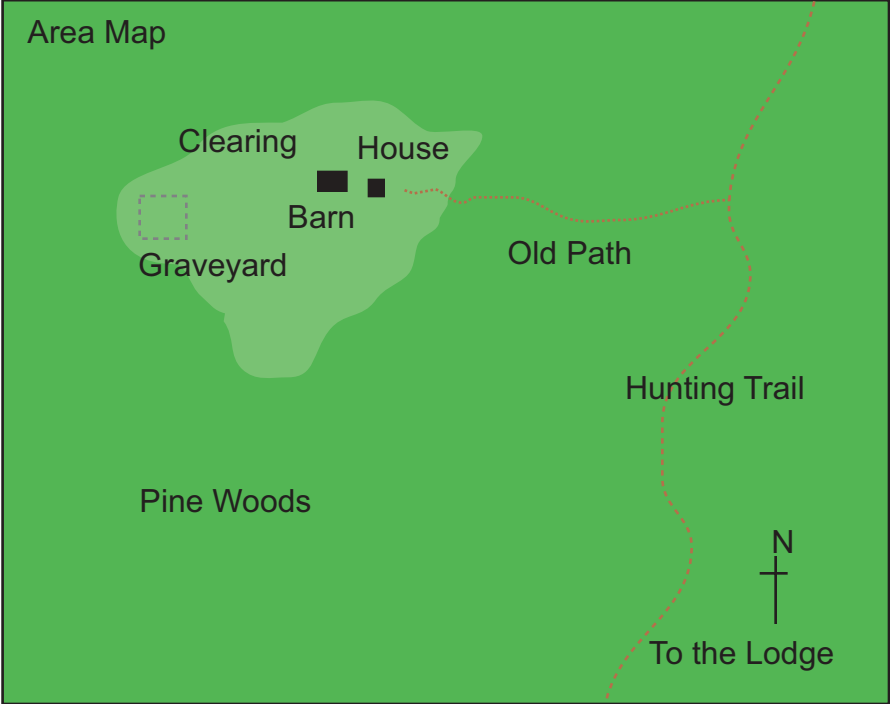 Area Map
Clearing
House
Barn
Old Path
Graveyard
Hunting Trail
Pine Woods
N
To the Lodge